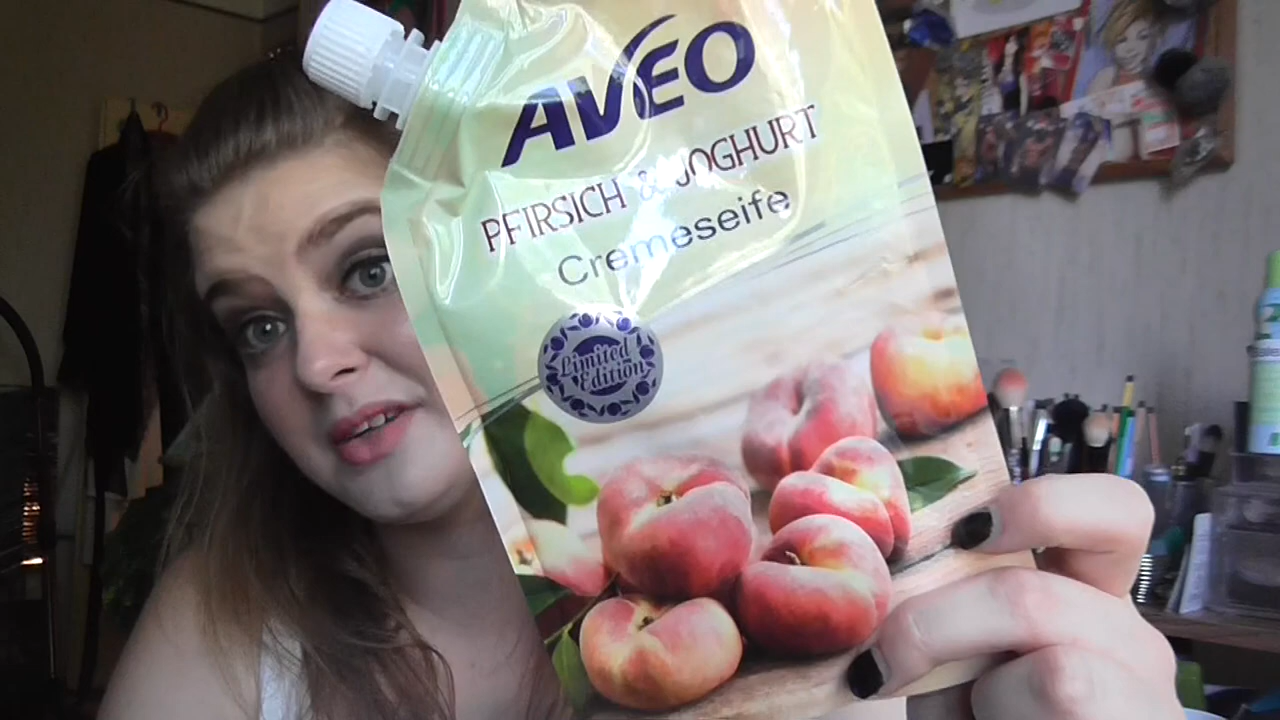 AVEO
PFIRSICH & JOGHURT
Cremeseife
Limited
Edition